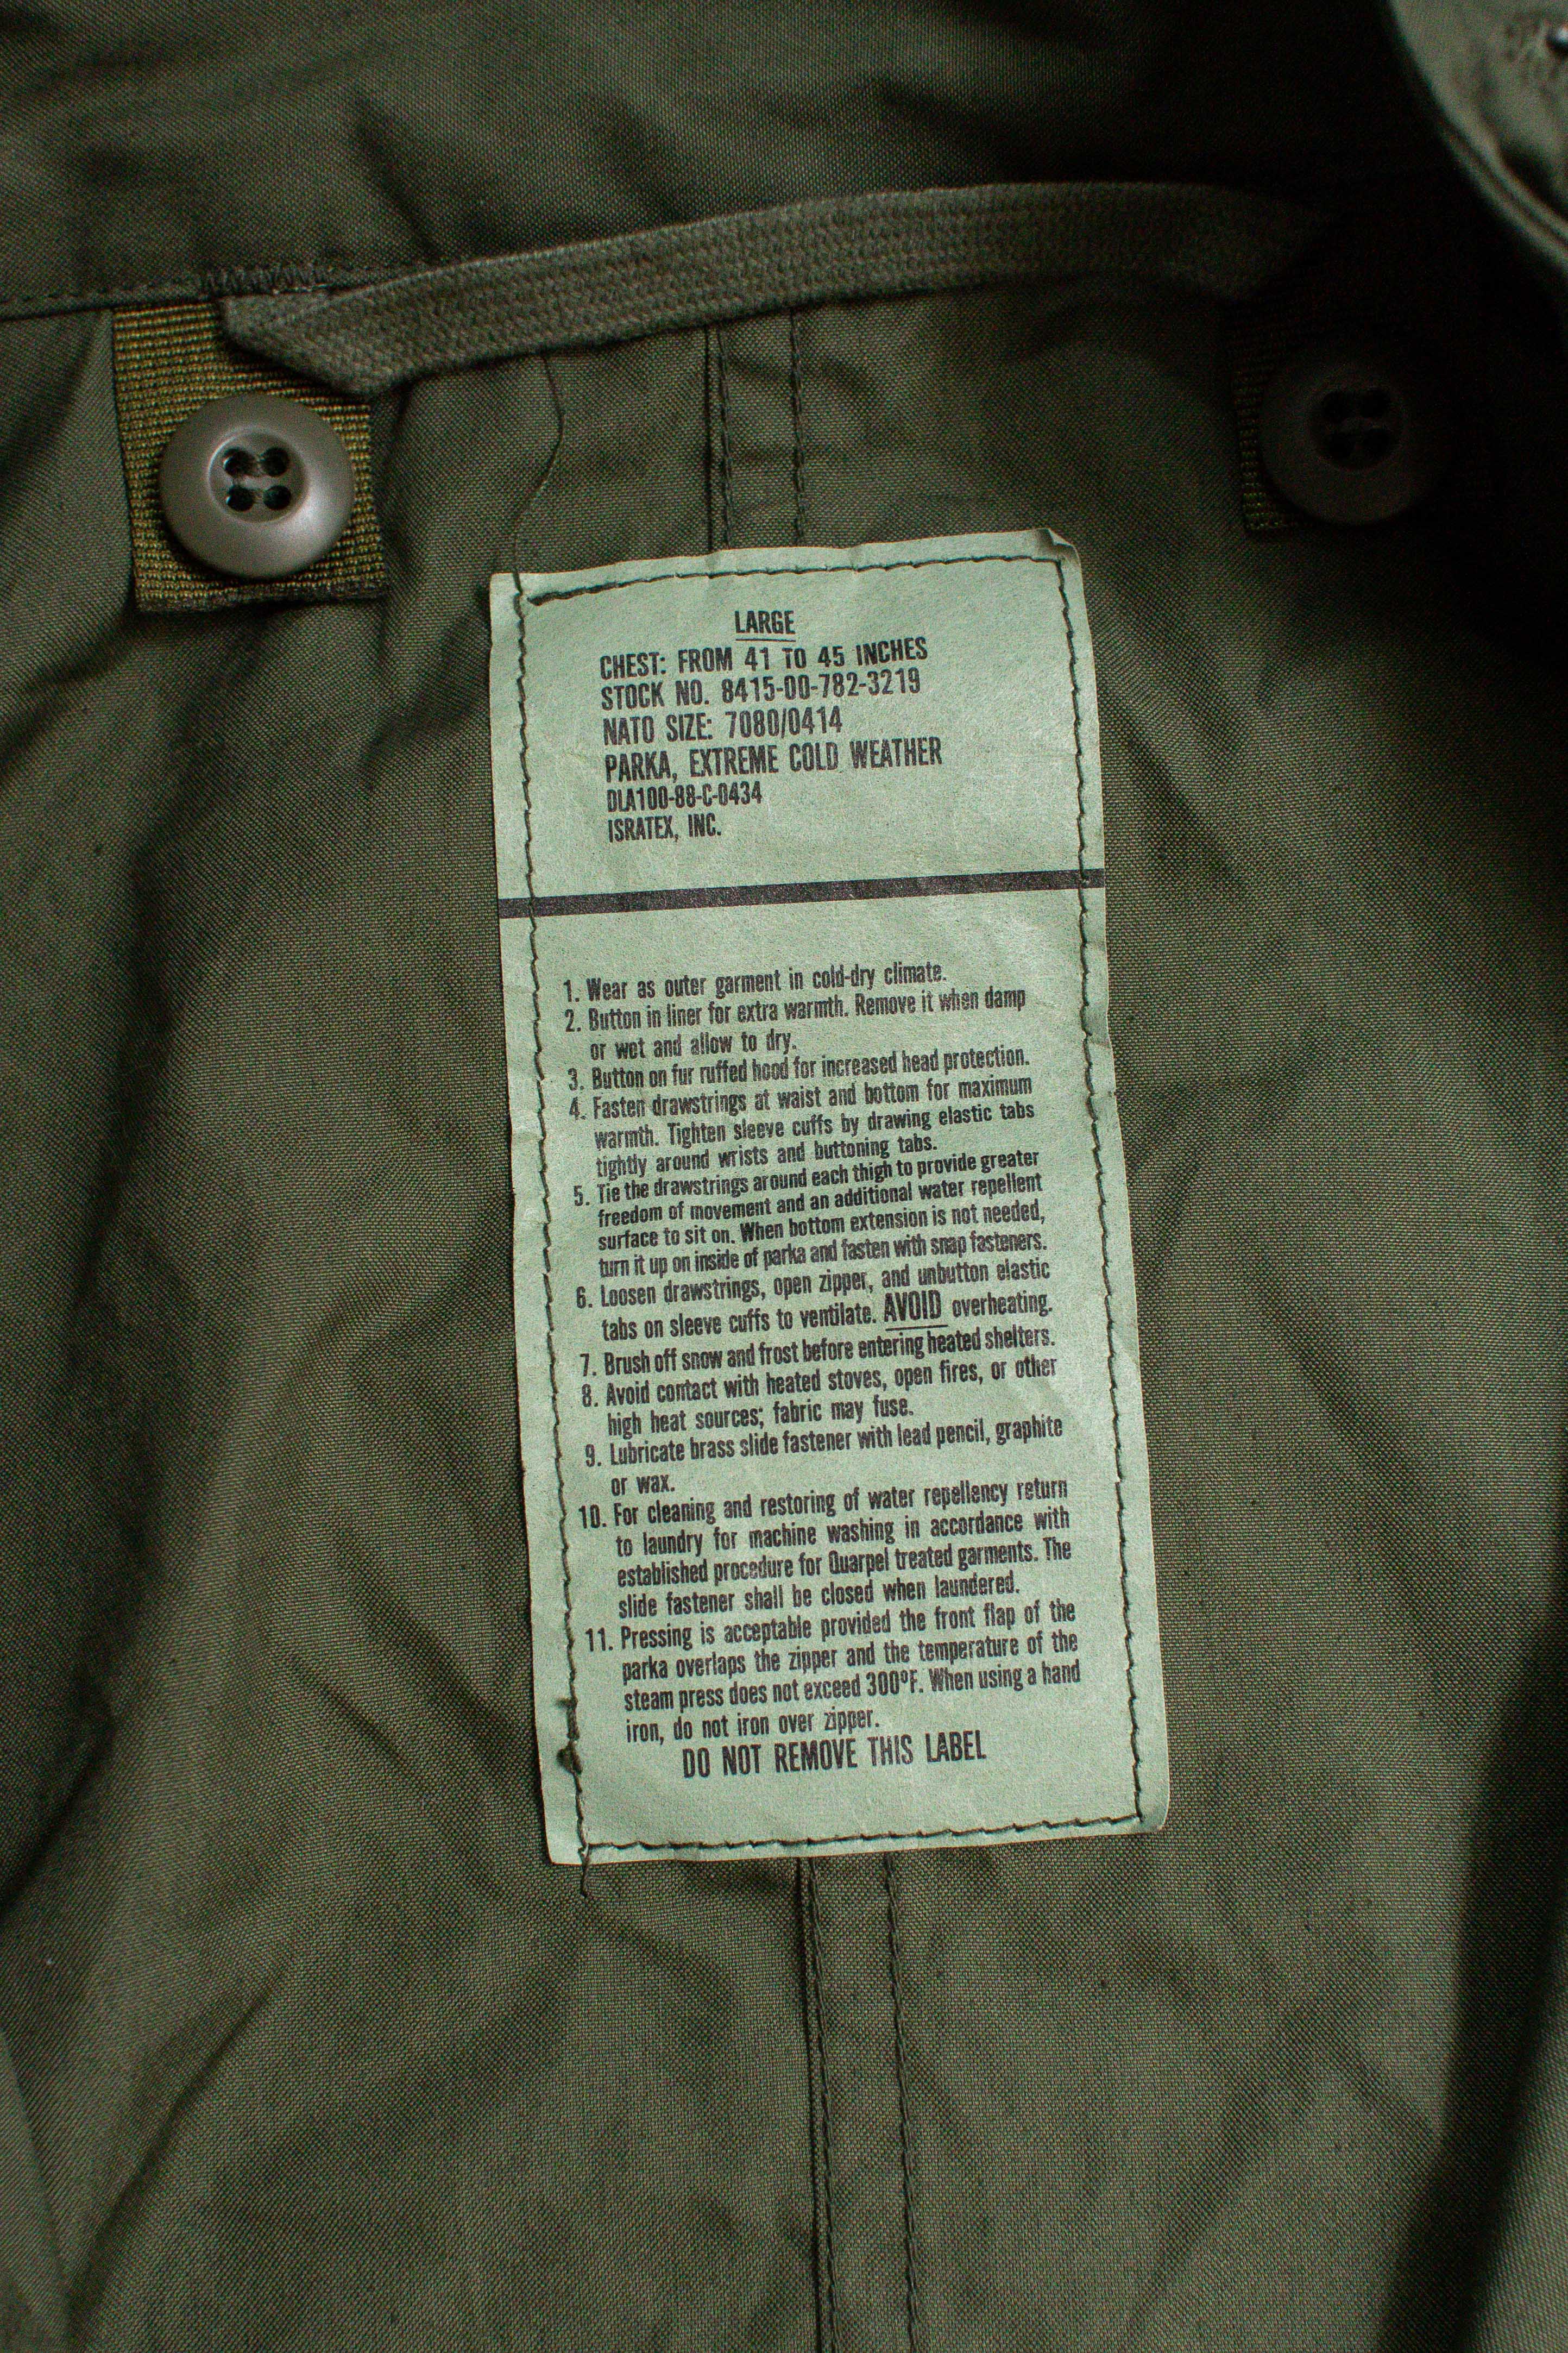 LARGE
CHEST: FROM 41 TO 45 INCHES
STOCK NO. 8415-00-782-3219
NATO SIZE: 7080/0414
PARKA, EXTREME COLD WEATHER
DLA100-88-C-0434
ISRATEX, INC.
1. Wear as outer garment in cold-dry climate.
2. Button in liner for extra warmth. Remove it when damp
or wet and allow to dry.
3. Button on fur ruffed hood for increased head protection.
4. Fasten drawstrings at waist and bottom for maximum
warmth. Tighten sleeve cuffs by drawing elastic tabs
tightly around wrists and buttoning tabs.
5. Tie the drawstrings around each thigh to provide greater
freedom of movement and an additional water repellent
surface to sit on. When bottom extension is not needed,
turn it up on inside of parka and fasten with snap fasteners.
6. Loosen drawstrings, open zipper, and unbutton elastic
tabs on sleeve cuffs to ventilate. AVOID overheating.
7. Brush off snow and frost before entering heated shelters.
8. Avoid contact with heated stoves, open fires, or other
high heat sources; fabric may fuse.
9. Lubricate brass slide fastener with lead pencil, graphite
or wax.
10. For cleaning and restoring of water repellency return
to laundry for machine washing in accordance with
established procedure for Quarpel treated garments. The
slide fastener shall be closed when laundered.
11. Pressing is acceptable provided the front flap of the
parka overlaps the zipper and the temperature of the
steam press does not exceed 300°F. When using a hand
iron, do not iron over zipper.
DO NOT REMOVE THIS LABEL